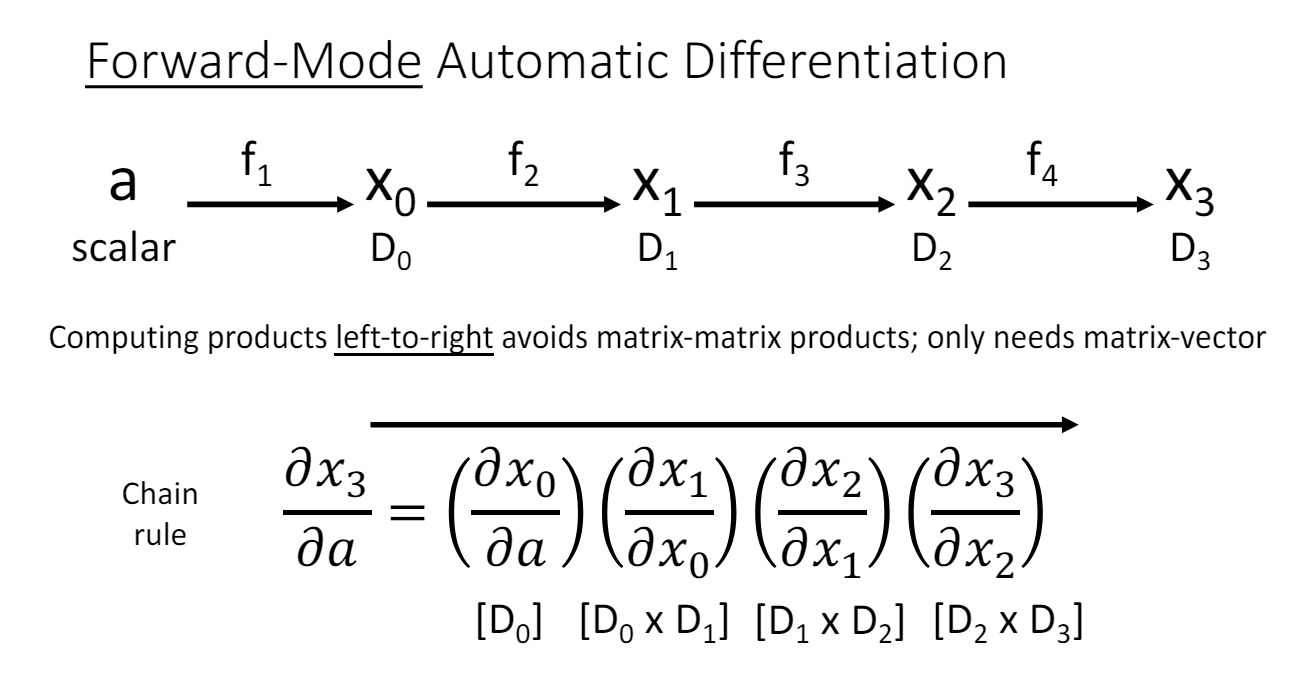 Forward-Mode Automatic Differentiation
f₁ f₂ f₃ f₄
a x₀ x₁ x₂ x₃
scalar D₀ D₁ D₂ D₃
Computing products left-to-right avoids matrix-matrix products; only needs matrix-vector
Chain rule
∂x₃/∂a = (∂x₀/∂a) (∂x₁/∂x₀) (∂x₂/∂x₁) (∂x₃/∂x₂)
[D₀] [D₀ x D₁] [D₁ x D₂] [D₂ x D₃]